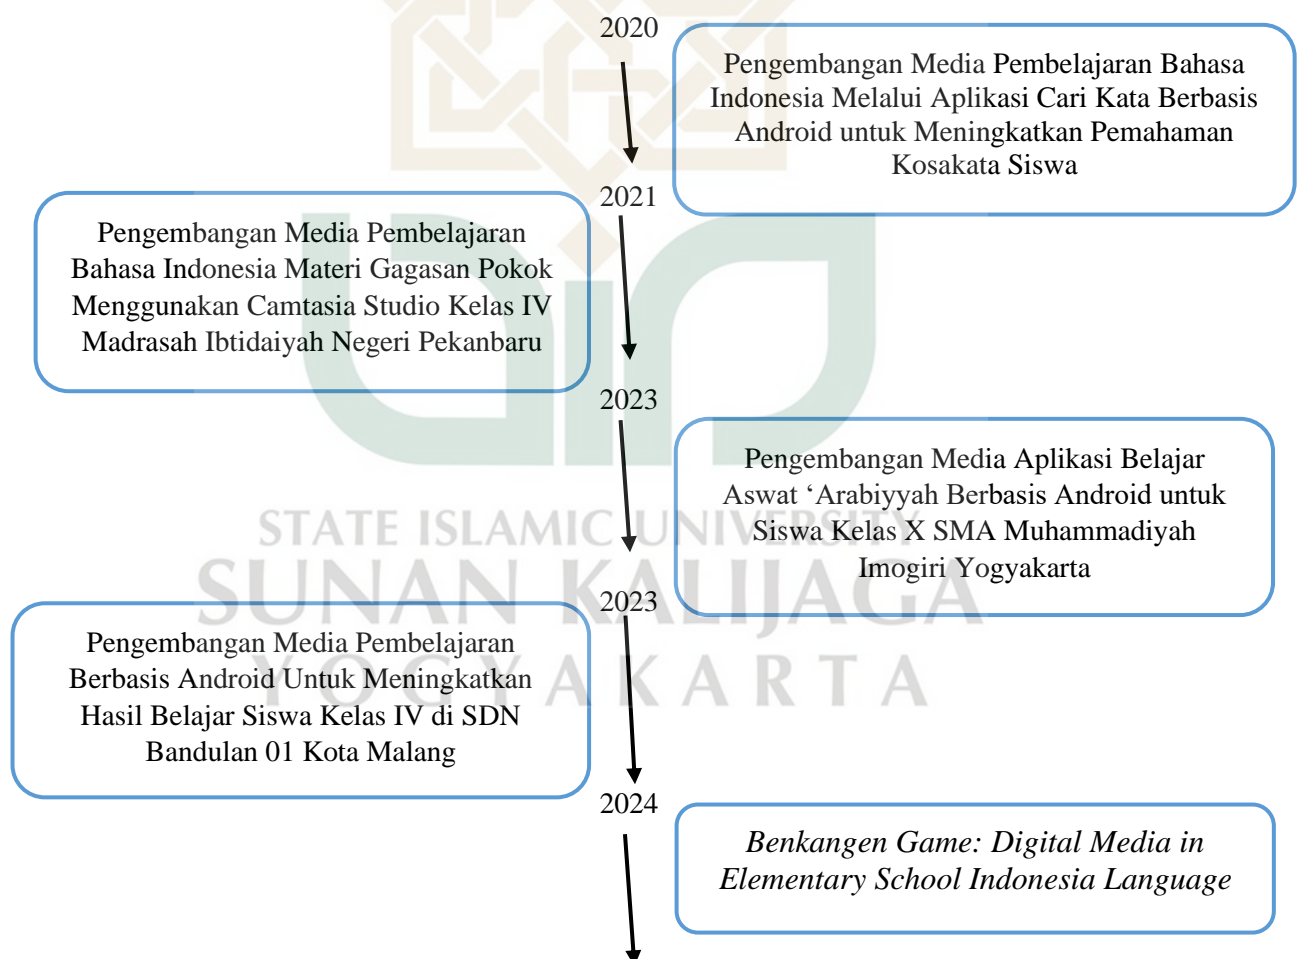 2020
Pengembangan Media Pembelajaran Bahasa
Indonesia Melalui Aplikasi Cari Kata Berbasis
Android untuk Meningkatkan Pemahaman
Kosakata Siswa
2021
Pengembangan Media Pembelajaran
Bahasa Indonesia Materi Gagasan Pokok
Menggunakan Camtasia Studio Kelas IV
Madrasah Ibtidaiyah Negeri Pekanbaru
2023
Pengembangan Media Aplikasi Belajar
Aswat ‘Arabiyyah Berbasis Android untuk
Siswa Kelas X SMA Muhammadiyah
Imogiri Yogyakarta
STATE ISLAMIC UNIVERSITY
SUNAN KALIJAGA
YOGYAKARTA
2023
Pengembangan Media Pembelajaran
Berbasis Android Untuk Meningkatkan
Hasil Belajar Siswa Kelas IV di SDN
Bandulan 01 Kota Malang
2024
Benkangen Game: Digital Media in
Elementary School Indonesia Language